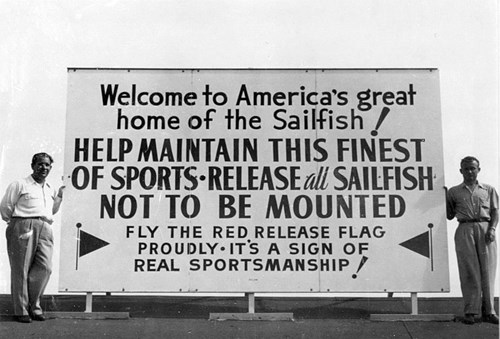 Welcome to America's great
home of the Sailfish!
HELP MAINTAIN THIS FINEST
OF SPORTS • RELEASE all SAILFISH
NOT TO BE MOUNTED
FLY THE RED RELEASE FLAG
PROUDLY • IT'S A SIGN OF
REAL SPORTSMANSHIP!